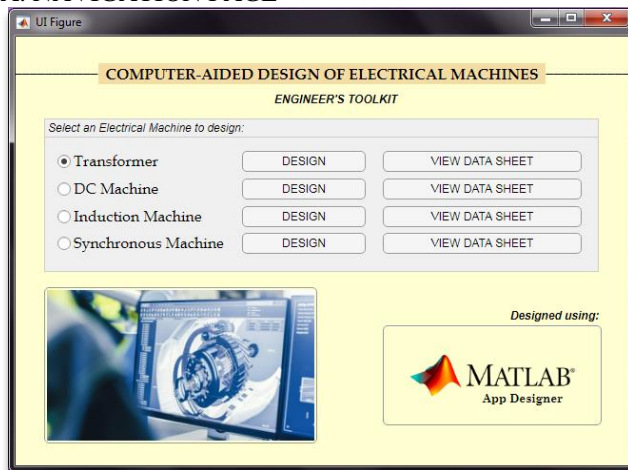 A. NAVIGATION PAGE
UI Figure
COMPUTER-AIDED DESIGN OF ELECTRICAL MACHINES
ENGINEER'S TOOLKIT
Select an Electrical Machine to design:
Transformer DESIGN VIEW DATA SHEET
DC Machine DESIGN VIEW DATA SHEET
Induction Machine DESIGN VIEW DATA SHEET
Synchronous Machine DESIGN VIEW DATA SHEET
Designed using:
MATLAB®
App Designer